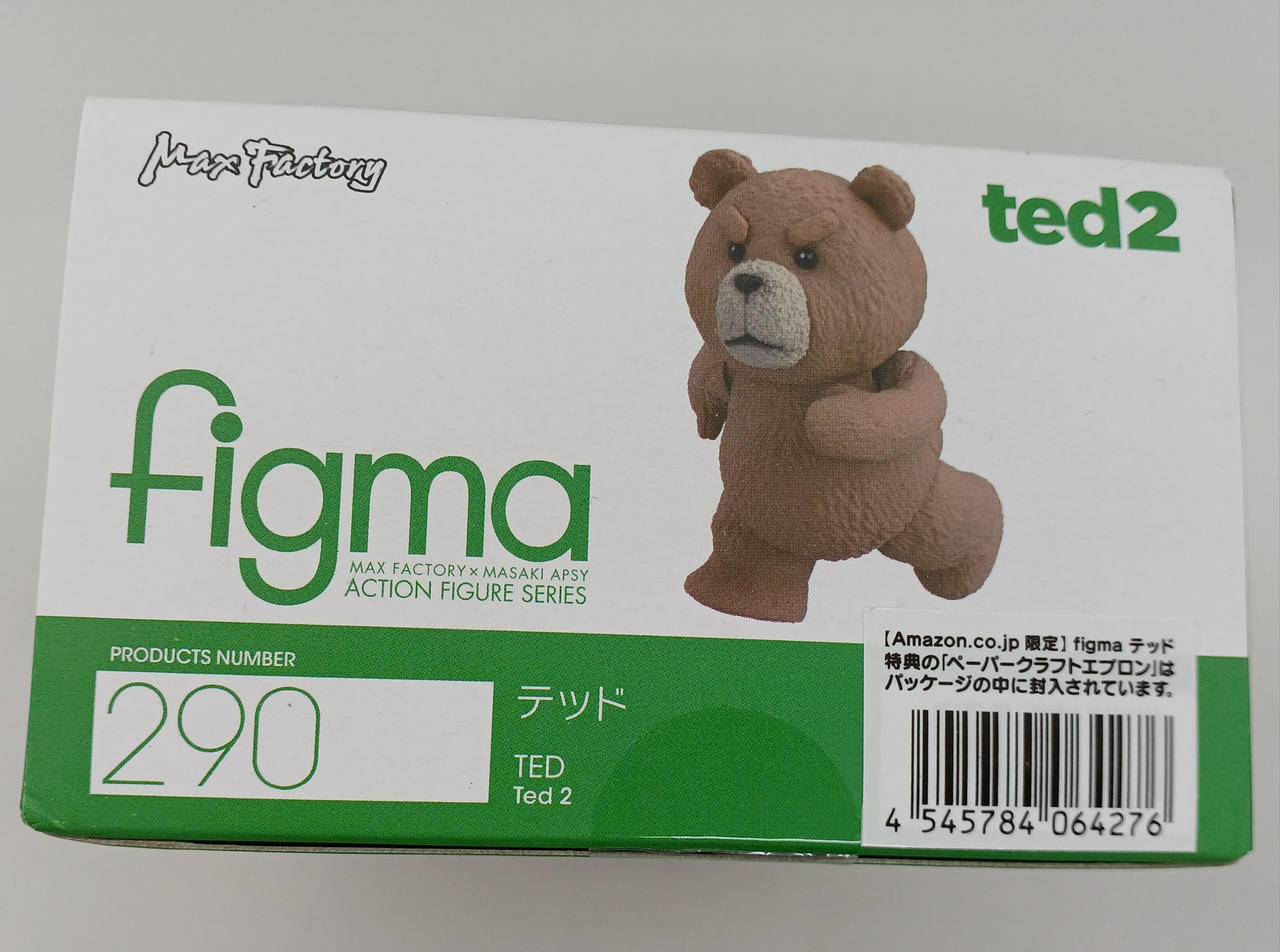 Max Factory
ted2
figma
MAX FACTORY×MASAKI APSY
ACTION FIGURE SERIES
PRODUCTS NUMBER
290
テッド
TED
Ted 2
【Amazon.co.jp 限定】 figma テッド
特典の「ペーパークラフトエプロン」は
パッケージの中に封入されています。
4 545784 064276